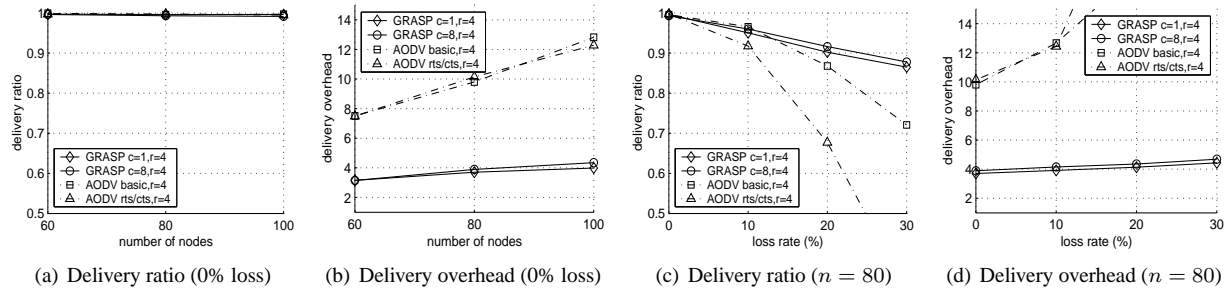 1
0.9
0.8
0.7
0.6
0.5
delivery ratio
GRASP c=1,r=4
GRASP c=8,r=4
AODV basic,r=4
AODV rts/cts,r=4
60 80 100
number of nodes
(a) Delivery ratio (0% loss)
14
12
10
8
6
4
2
delivery overhead
GRASP c=1,r=4
GRASP c=8,r=4
AODV basic,r=4
AODV rts/cts,r=4
60 80 100
number of nodes
(b) Delivery overhead (0% loss)
1
0.9
0.8
0.7
0.6
0.5
delivery ratio
GRASP c=1,r=4
GRASP c=8,r=4
AODV basic,r=4
AODV rts/cts,r=4
0 10 20 30
loss rate (%)
(c) Delivery ratio (n = 80)
14
12
10
8
6
4
2
delivery overhead
GRASP c=1,r=4
GRASP c=8,r=4
AODV basic,r=4
AODV rts/cts,r=4
0 10 20 30
loss rate (%)
(d) Delivery overhead (n = 80)